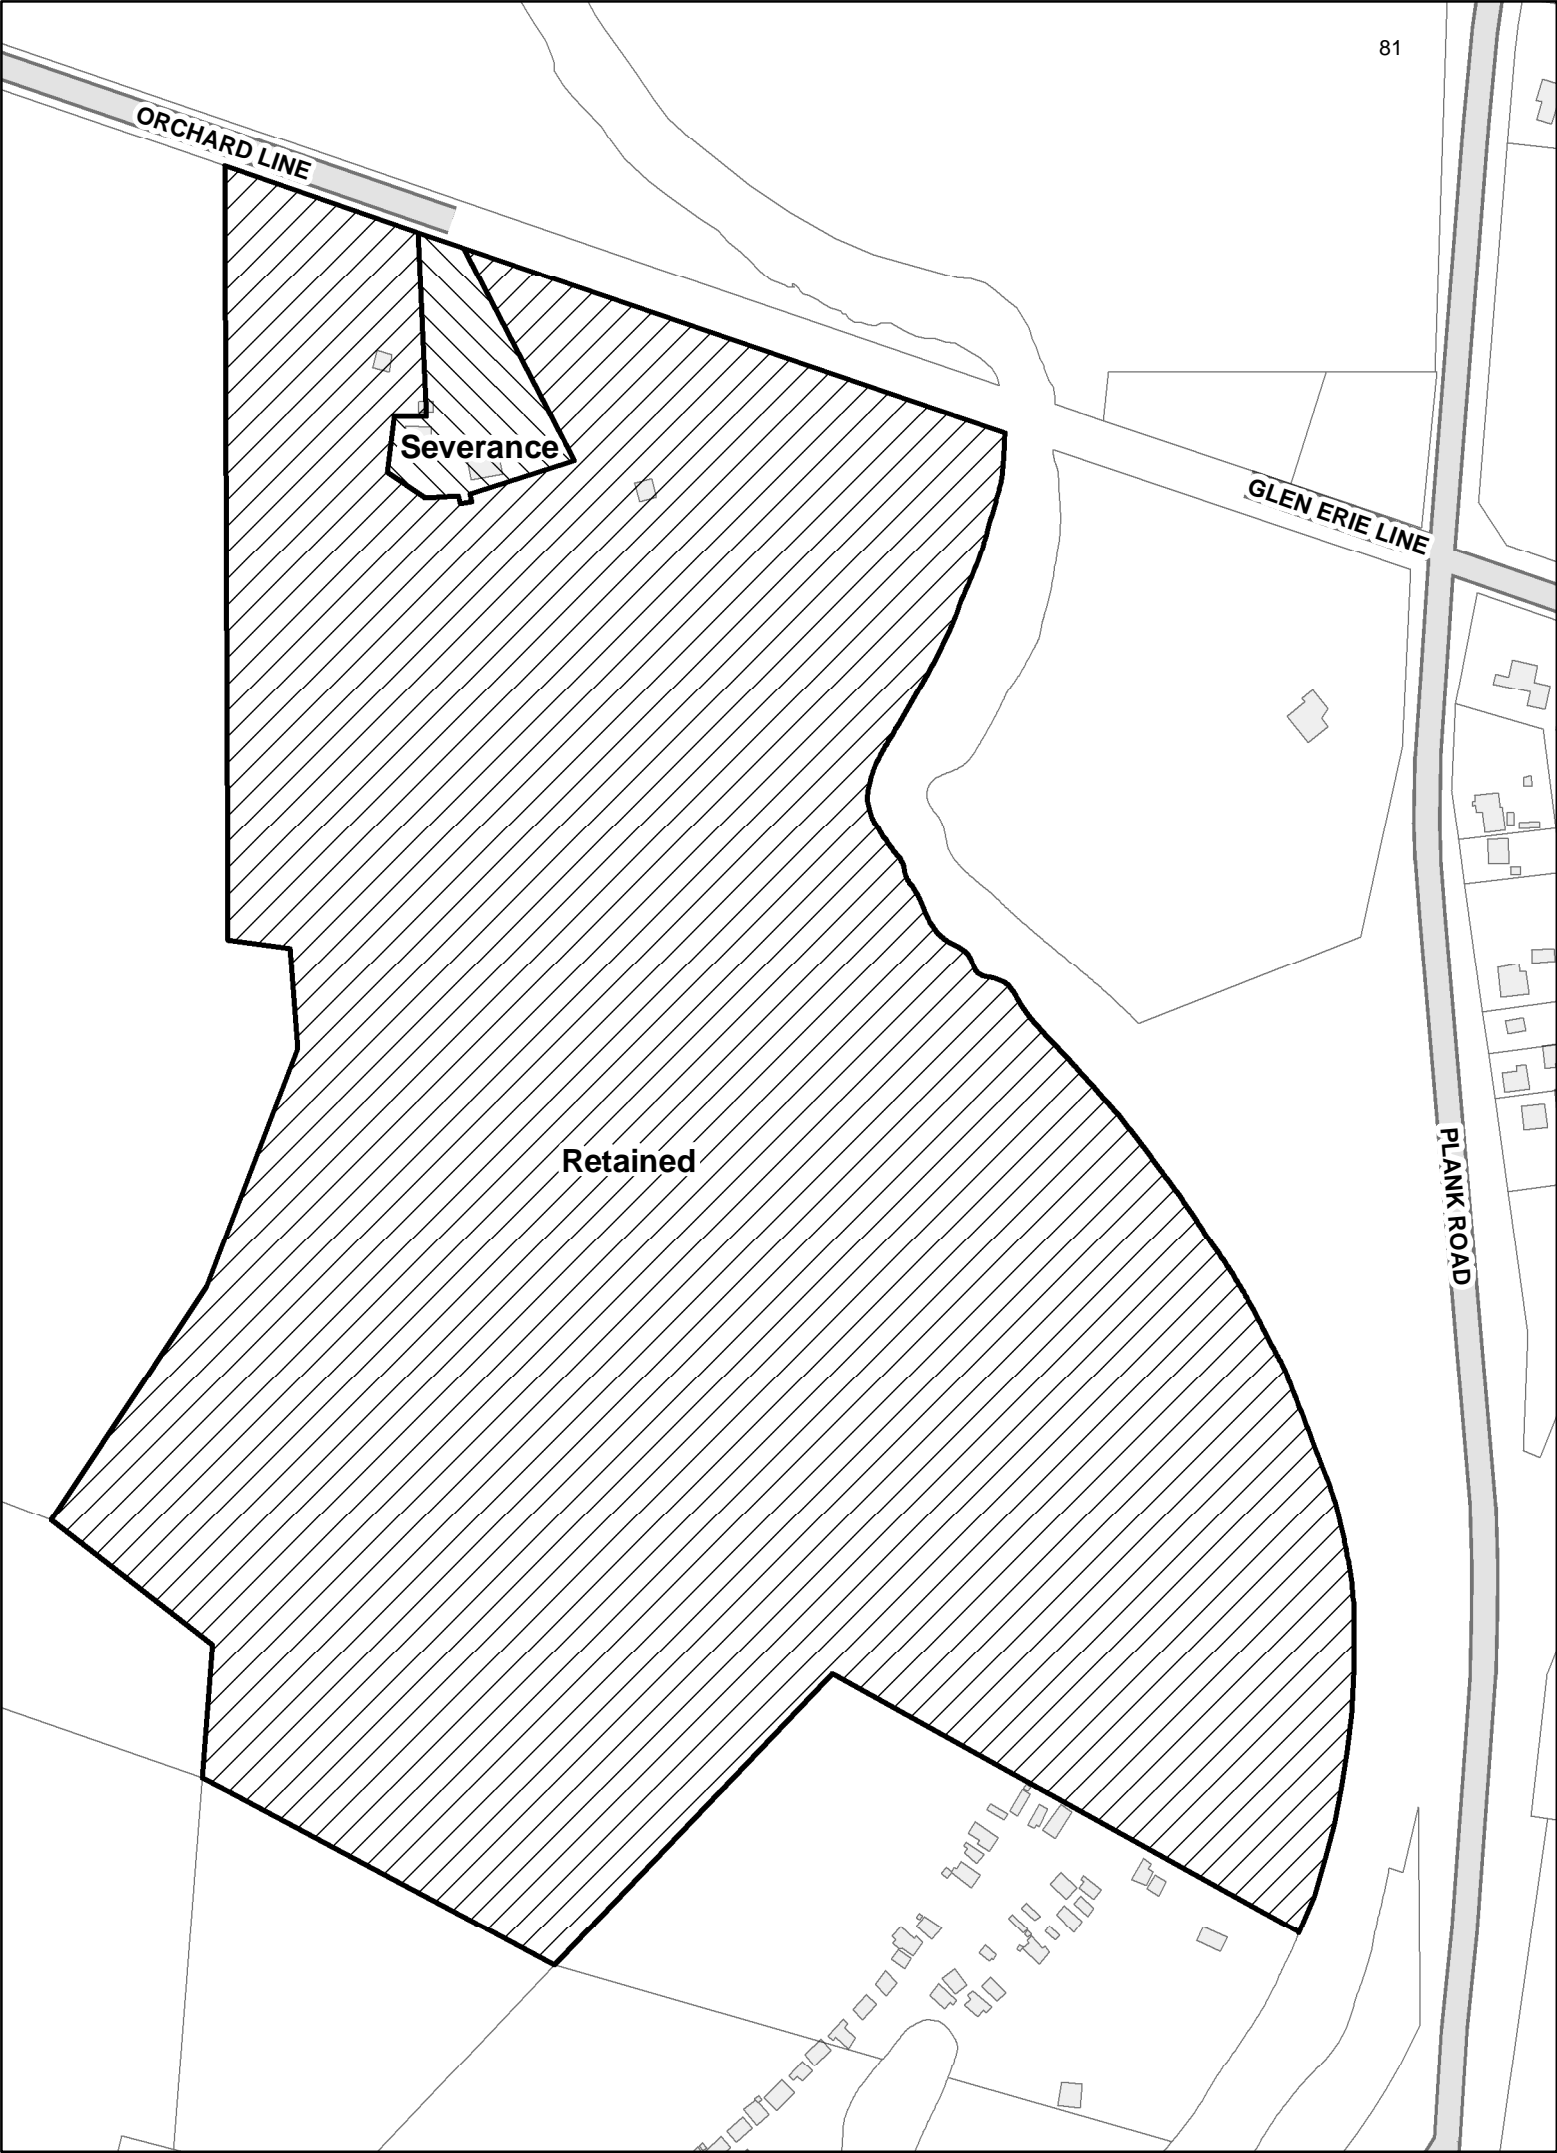 81
ORCHARD LINE
Severance
GLEN ERIE LINE
Retained
PLANK ROAD